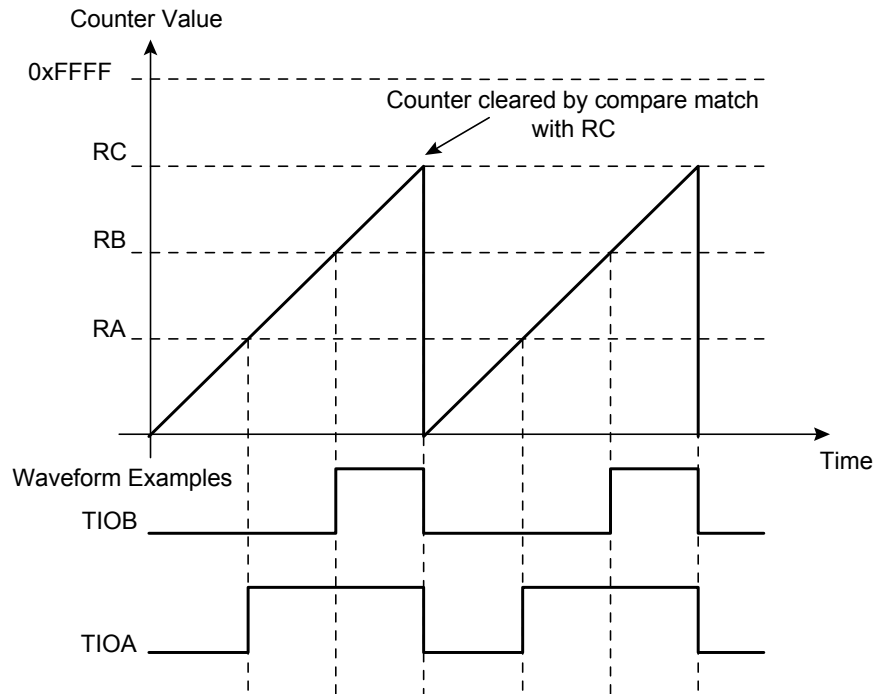 Counter Value
0xFFFF
Counter cleared by compare match
with RC
RC
RB
RA
Time
Waveform Examples
TIOB
TIOA